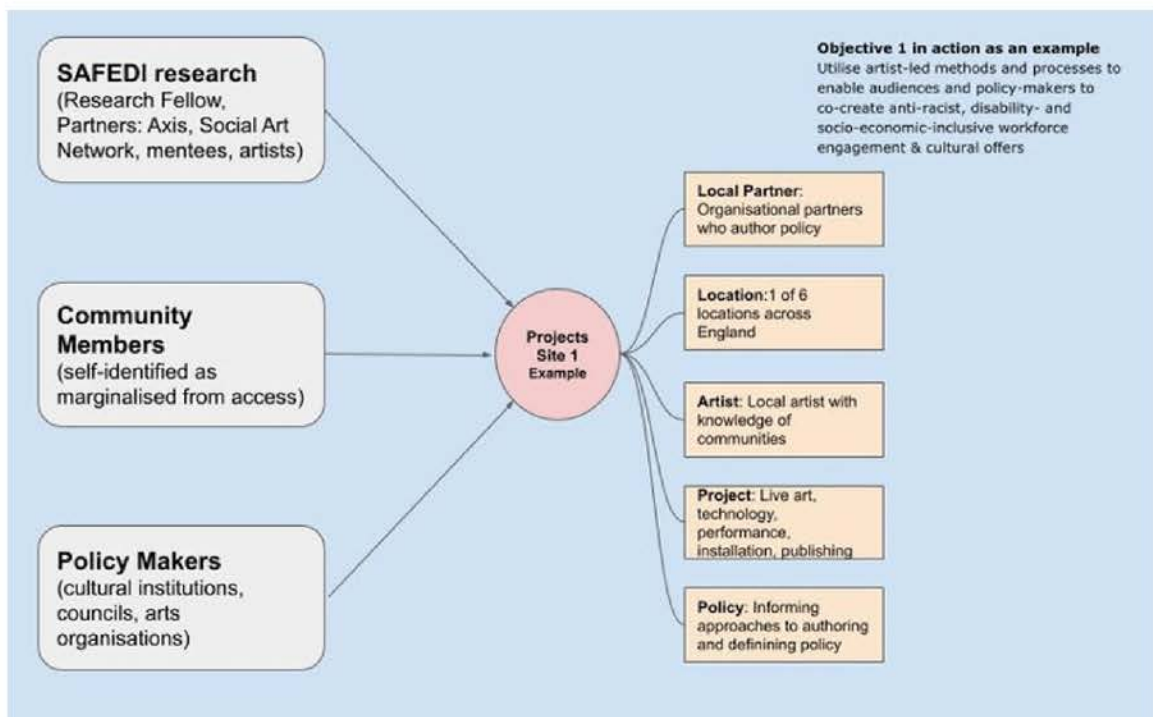 SAFEDI research
(Research Fellow,
Partners: Axis, Social Art
Network, mentees, artists)
Community
Members
(self-identified as
marginalised from access)
Policy Makers
(cultural institutions,
councils, arts
organisations)
Projects
Site 1
Example
Objective 1 in action as an example
Utilise artist-led methods and processes to
enable audiences and policy-makers to
co-create anti-racist, disability- and
socio-economic-inclusive workforce
engagement & cultural offers
Local Partner:
Organisational partners
who author policy
Location:1 of 6
locations across
England
Artist: Local artist with
knowledge of
communities
Project: Live art,
technology,
performance,
installation, publishing
Policy: Informing
approaches to authoring
and definining policy